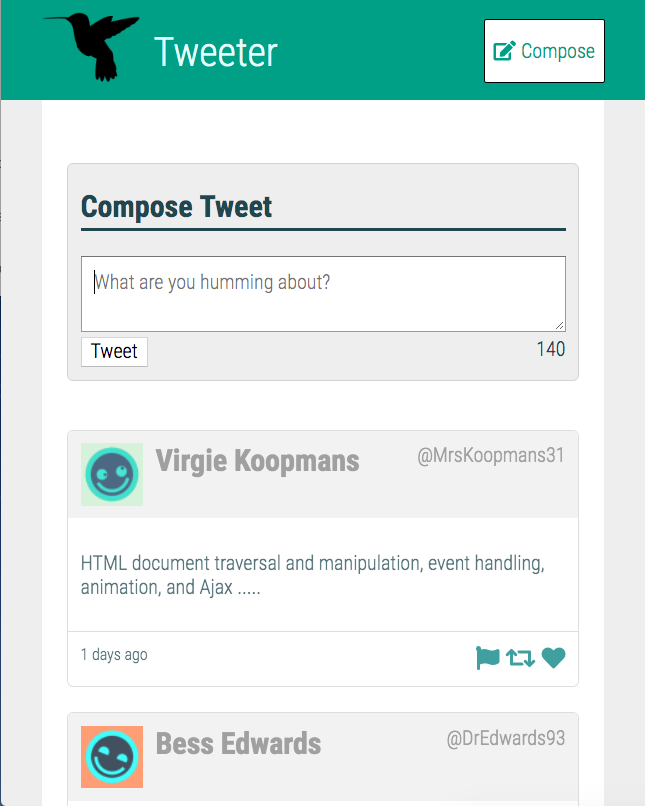 Tweeter
Compose
Compose Tweet
What are you humming about?
Tweet
140
Virgie Koopmans
@MrsKoopmans31
HTML document traversal and manipulation, event handling,
animation, and Ajax .....
1 days ago
Bess Edwards
@DrEdwards93